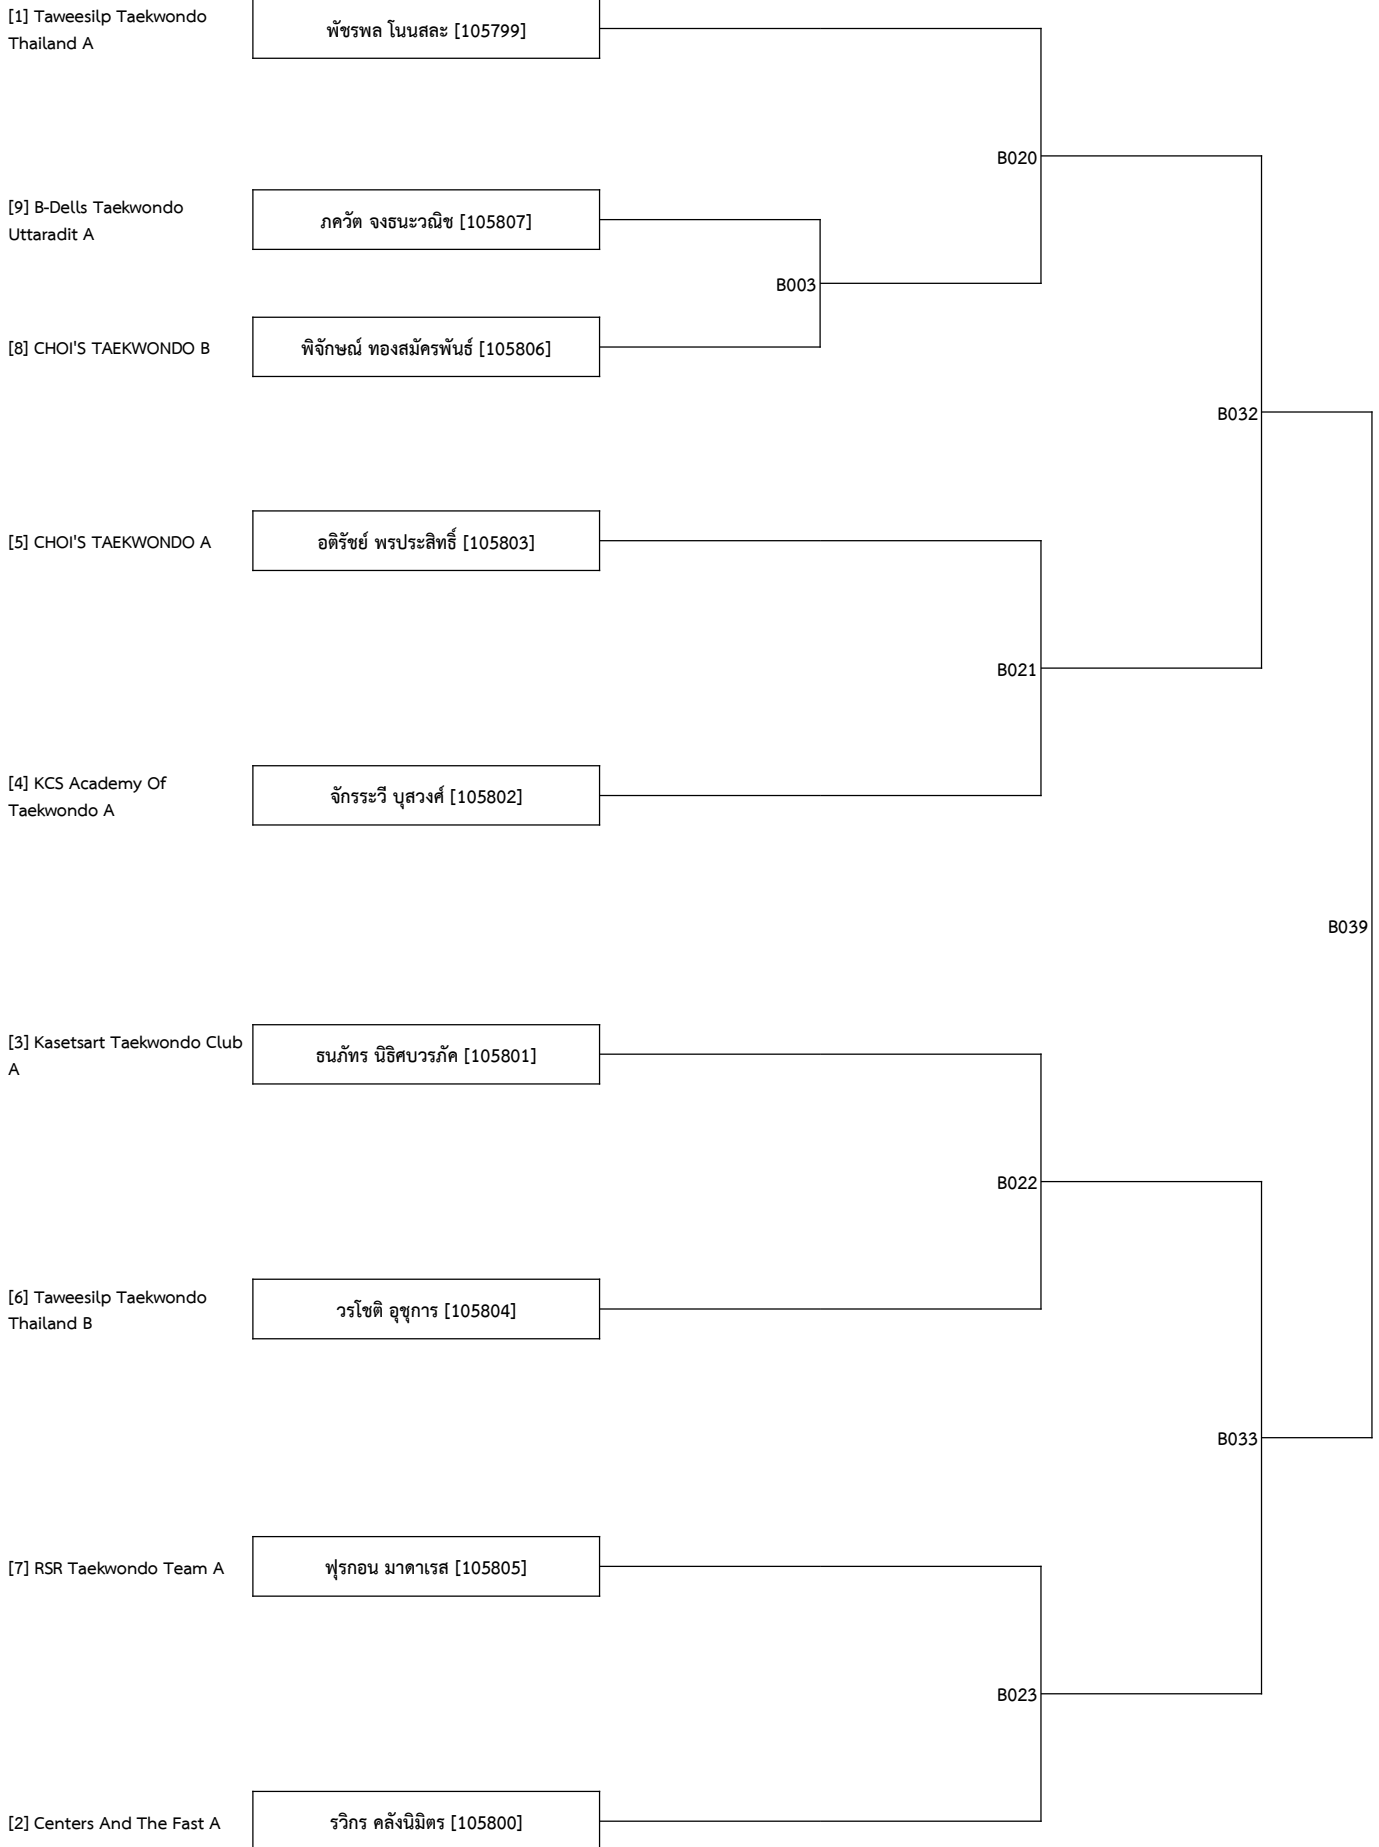 [1] Taweesilp Taekwondo
Thailand A
พัชรพล โนนสละ [105799]
B020
[9] B-Dells Taekwondo
Uttaradit A
ภควัต จงธนะวณิช [105807]
B003
[8] CHOI'S TAEKWONDO B
พิจักษณ์ ทองสมัครพันธ์ [105806]
B032
[5] CHOI'S TAEKWONDO A
อติรัชย์ พรประสิทธิ์ [105803]
B021
[4] KCS Academy Of
Taekwondo A
จักรระวี บุสวงศ์ [105802]
B039
[3] Kasetsart Taekwondo Club
A
ธนภัทร นิธิศบวรภัค [105801]
B022
[6] Taweesilp Taekwondo
Thailand B
วรโชติ อุชุการ [105804]
B033
[7] RSR Taekwondo Team A
ฟุรกอน มาดาเรส [105805]
B023
[2] Centers And The Fast A
รวิกร คลังนิมิตร [105800]